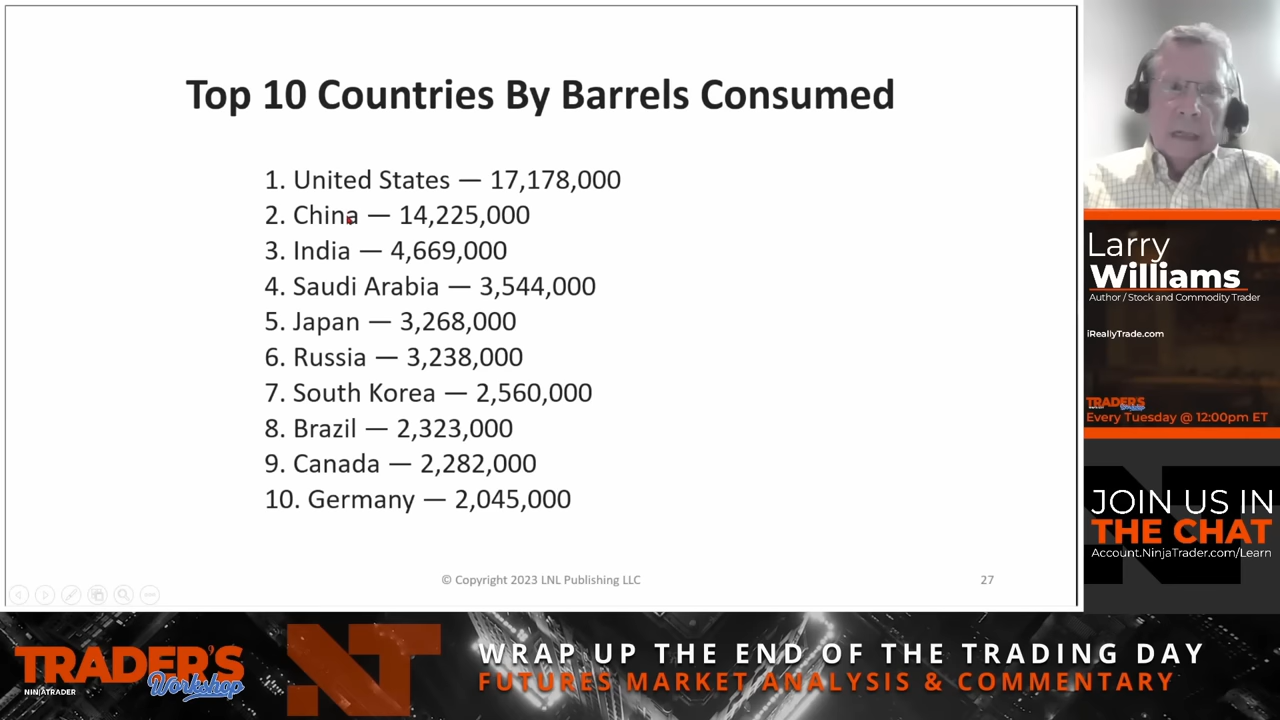 Top 10 Countries By Barrels Consumed
1. United States — 17,178,000
2. China — 14,225,000
3. India — 4,669,000
4. Saudi Arabia — 3,544,000
5. Japan — 3,268,000
6. Russia — 3,238,000
7. South Korea — 2,560,000
8. Brazil — 2,323,000
9. Canada — 2,282,000
10. Germany — 2,045,000
© Copyright 2023 LNL Publishing LLC
27
Larry
Williams
Author / Stock and Commodity Trader
iReallyTrade.com
TRADER'S
Workshop
Every Tuesday @ 12:00pm ET
JOIN US IN
THE CHAT
Account.NinjaTrader.com/Learn
TRADER'S
NINJATRADER
Workshop
NT
WRAP UP THE END OF THE TRADING DAY
FUTURES MARKET ANALYSIS & COMMENTARY